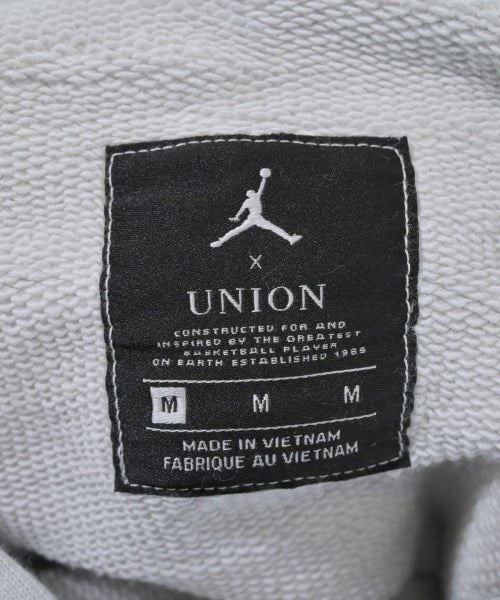 x
UNION
CONSTRUCTED FOR AND
INSPIRED BY THE GREATEST
BASKETBALL PLAYER
ON EARTH ESTABLISHED 1985
M M M
MADE IN VIETNAM
FABRIQUE AU VIETNAM